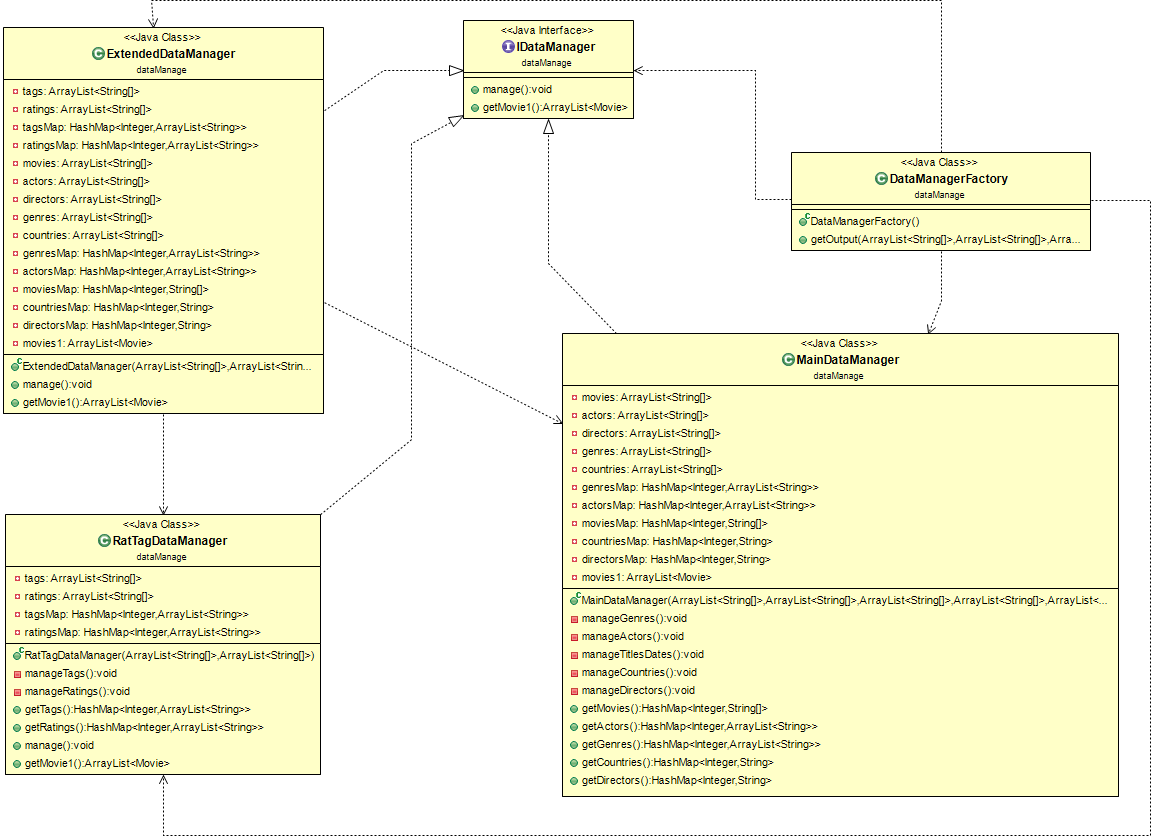 <<Java Class>>
ExtendedDataManager
dataManage
tags: ArrayList<String[]>
ratings: ArrayList<String[]>
tagsMap: HashMap<Integer,ArrayList<String>>
ratingsMap: HashMap<Integer,ArrayList<String>>
movies: ArrayList<String[]>
actors: ArrayList<String[]>
directors: ArrayList<String[]>
genres: ArrayList<String[]>
countries: ArrayList<String[]>
genresMap: HashMap<Integer,ArrayList<String>>
actorsMap: HashMap<Integer,ArrayList<String>>
moviesMap: HashMap<Integer,String[]>
countriesMap: HashMap<Integer,String>
directorsMap: HashMap<Integer,String>
movies1: ArrayList<Movie>
ExtendedDataManager(ArrayList<String[]>,ArrayList<Strin...
manage():void
getMovie1():ArrayList<Movie>
<<Java Interface>>
IDataManager
dataManage
manage():void
getMovie1():ArrayList<Movie>
<<Java Class>>
DataManagerFactory
dataManage
DataManagerFactory()
getOutput(ArrayList<String[]>,ArrayList<String[]>,Arra...
<<Java Class>>
MainDataManager
dataManage
movies: ArrayList<String[]>
actors: ArrayList<String[]>
directors: ArrayList<String[]>
genres: ArrayList<String[]>
countries: ArrayList<String[]>
genresMap: HashMap<Integer,ArrayList<String>>
actorsMap: HashMap<Integer,ArrayList<String>>
moviesMap: HashMap<Integer,String[]>
countriesMap: HashMap<Integer,String>
directorsMap: HashMap<Integer,String>
movies1: ArrayList<Movie>
MainDataManager(ArrayList<String[]>,ArrayList<String[]>,ArrayList<String[]>,ArrayList<String[]>,ArrayList<...
manageGenres():void
manageActors():void
manageTitlesDates():void
manageCountries():void
manageDirectors():void
getMovies():HashMap<Integer,String[]>
getActors():HashMap<Integer,ArrayList<String>>
getGenres():HashMap<Integer,ArrayList<String>>
getCountries():HashMap<Integer,String>
getDirectors():HashMap<Integer,String>
<<Java Class>>
RatTagDataManager
dataManage
tags: ArrayList<String[]>
ratings: ArrayList<String[]>
tagsMap: HashMap<Integer,ArrayList<String>>
ratingsMap: HashMap<Integer,ArrayList<String>>
RatTagDataManager(ArrayList<String[]>,ArrayList<String[]>)
manageTags():void
manageRatings():void
getTags():HashMap<Integer,ArrayList<String>>
getRatings():HashMap<Integer,ArrayList<String>>
manage():void
getMovie1():ArrayList<Movie>